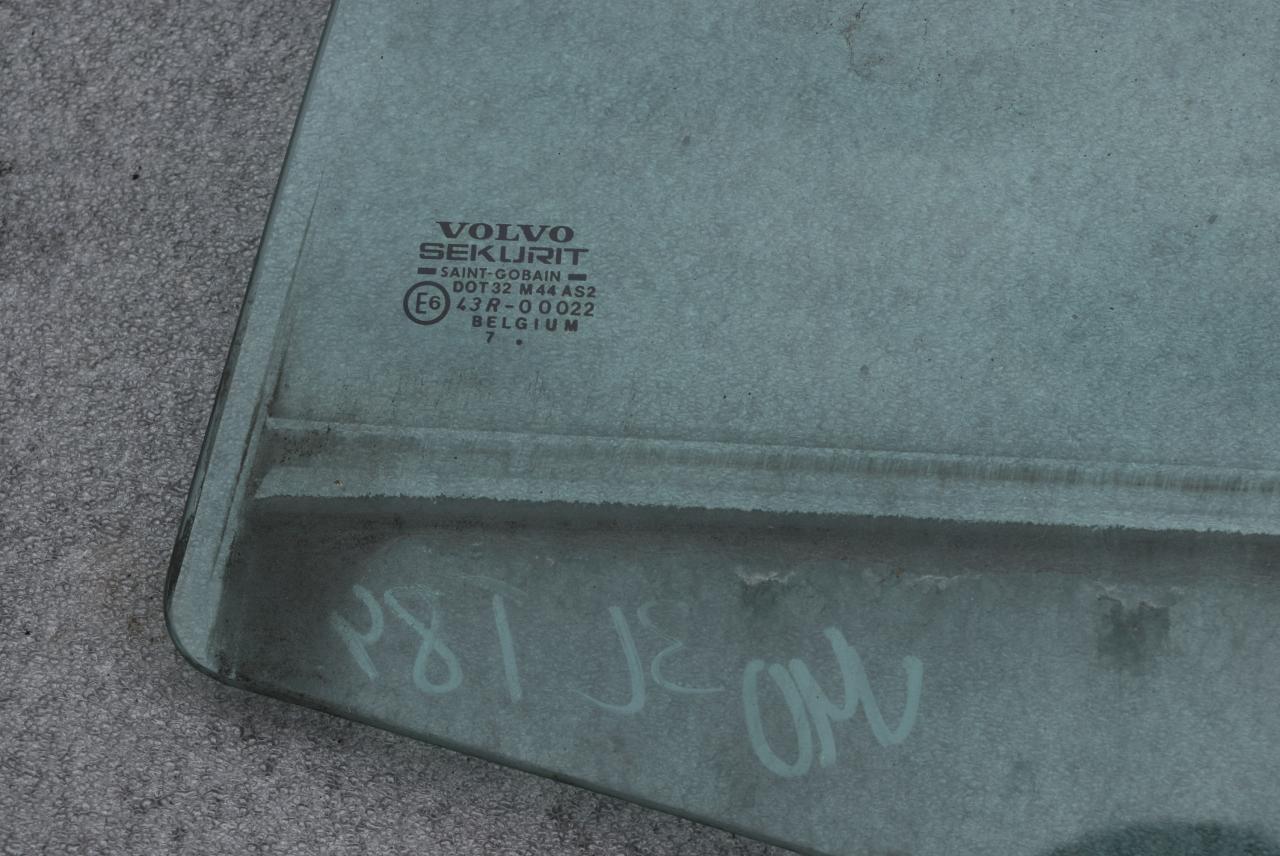 VOLVO
SEKURIT
SAINT-GOBAIN
DOT 32 M44 AS2
E6 43R-00022
BELGIUM
7 .